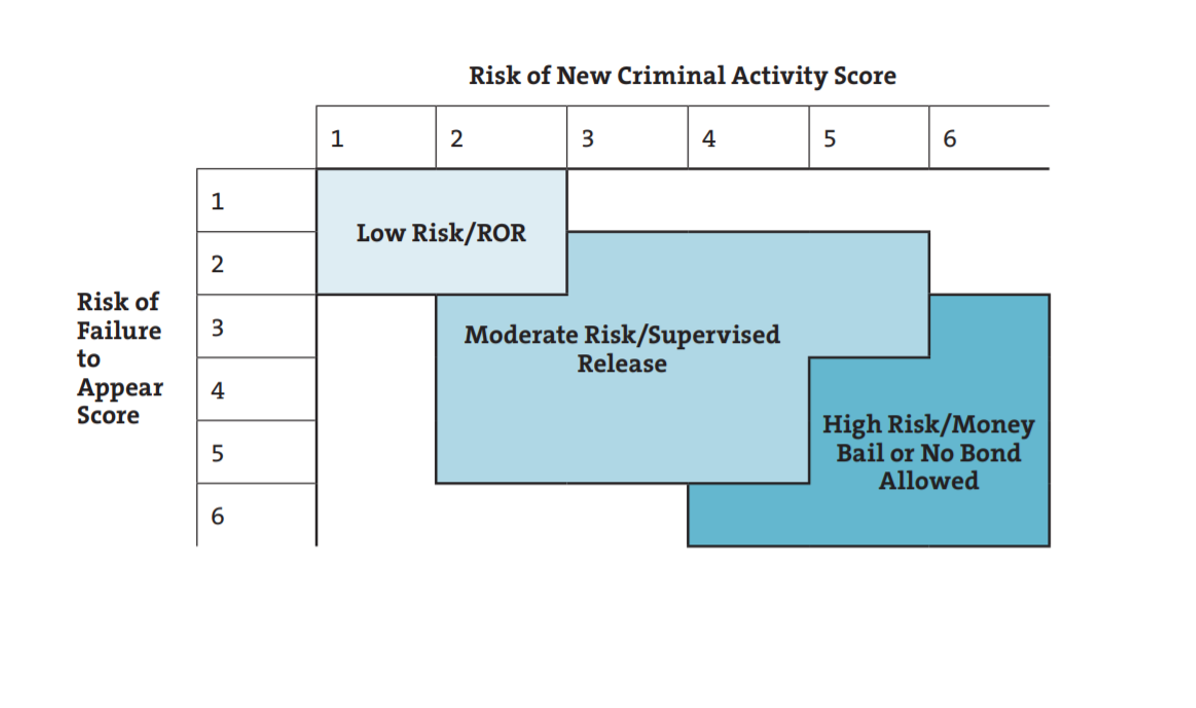 Risk of New Criminal Activity Score
1 2 3 4 5 6
1
Low Risk/ROR
2
Risk of
Failure
to
Appear
Score
3
Moderate Risk/Supervised
Release
4
High Risk/Money
Bail or No Bond
Allowed
5
6